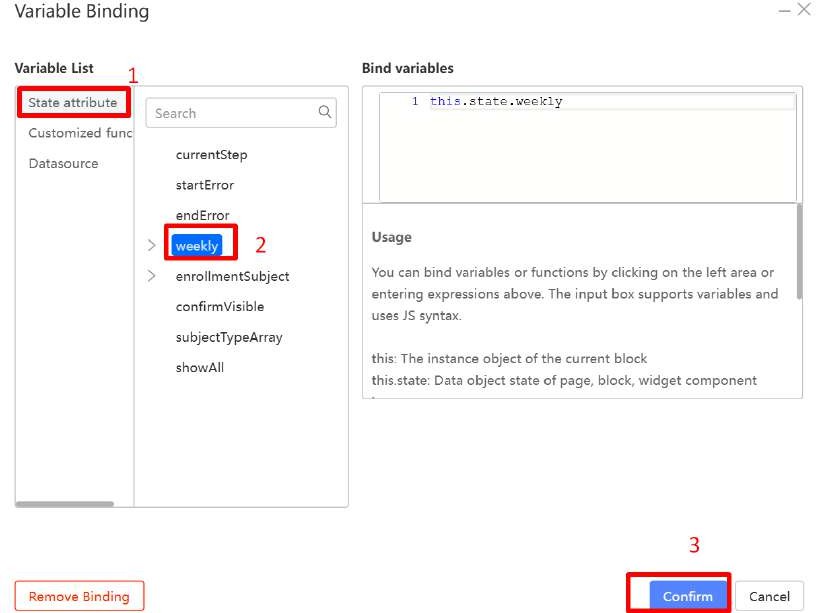 Variable Binding
Variable List
1
State attribute
Customized func
Datasource
Search
currentStep
startError
endError
weekly
2
enrollmentSubject
confirmVisible
subjectTypeArray
showAll
Bind variables
1 this.state.weekly
Usage
You can bind variables or functions by clicking on the left area or
entering expressions above. The input box supports variables and
uses JS syntax.
this: The instance object of the current block
this.state: Data object state of page, block, widget component
3
Remove Binding
Confirm
Cancel